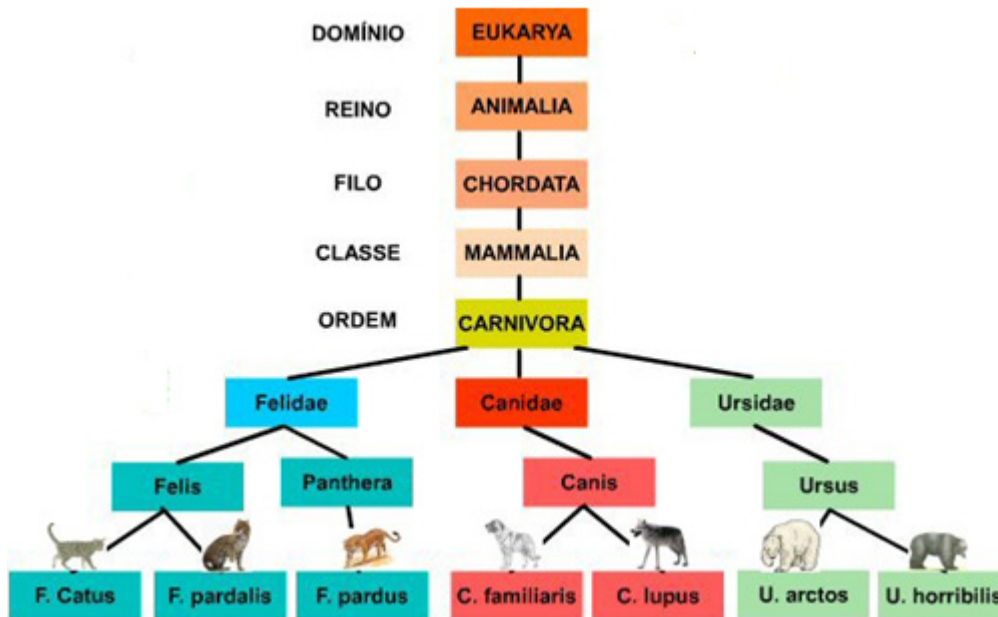 DOMÍNIO EUKARYA
REINO ANIMALIA
FILO CHORDATA
CLASSE MAMMALIA
ORDEM CARNIVORA
Felidae Canidae Ursidae
Felis Panthera Canis Ursus
F. Catus F. pardalis F. pardus C. familiaris C. lupus U. arctos U. horribilis